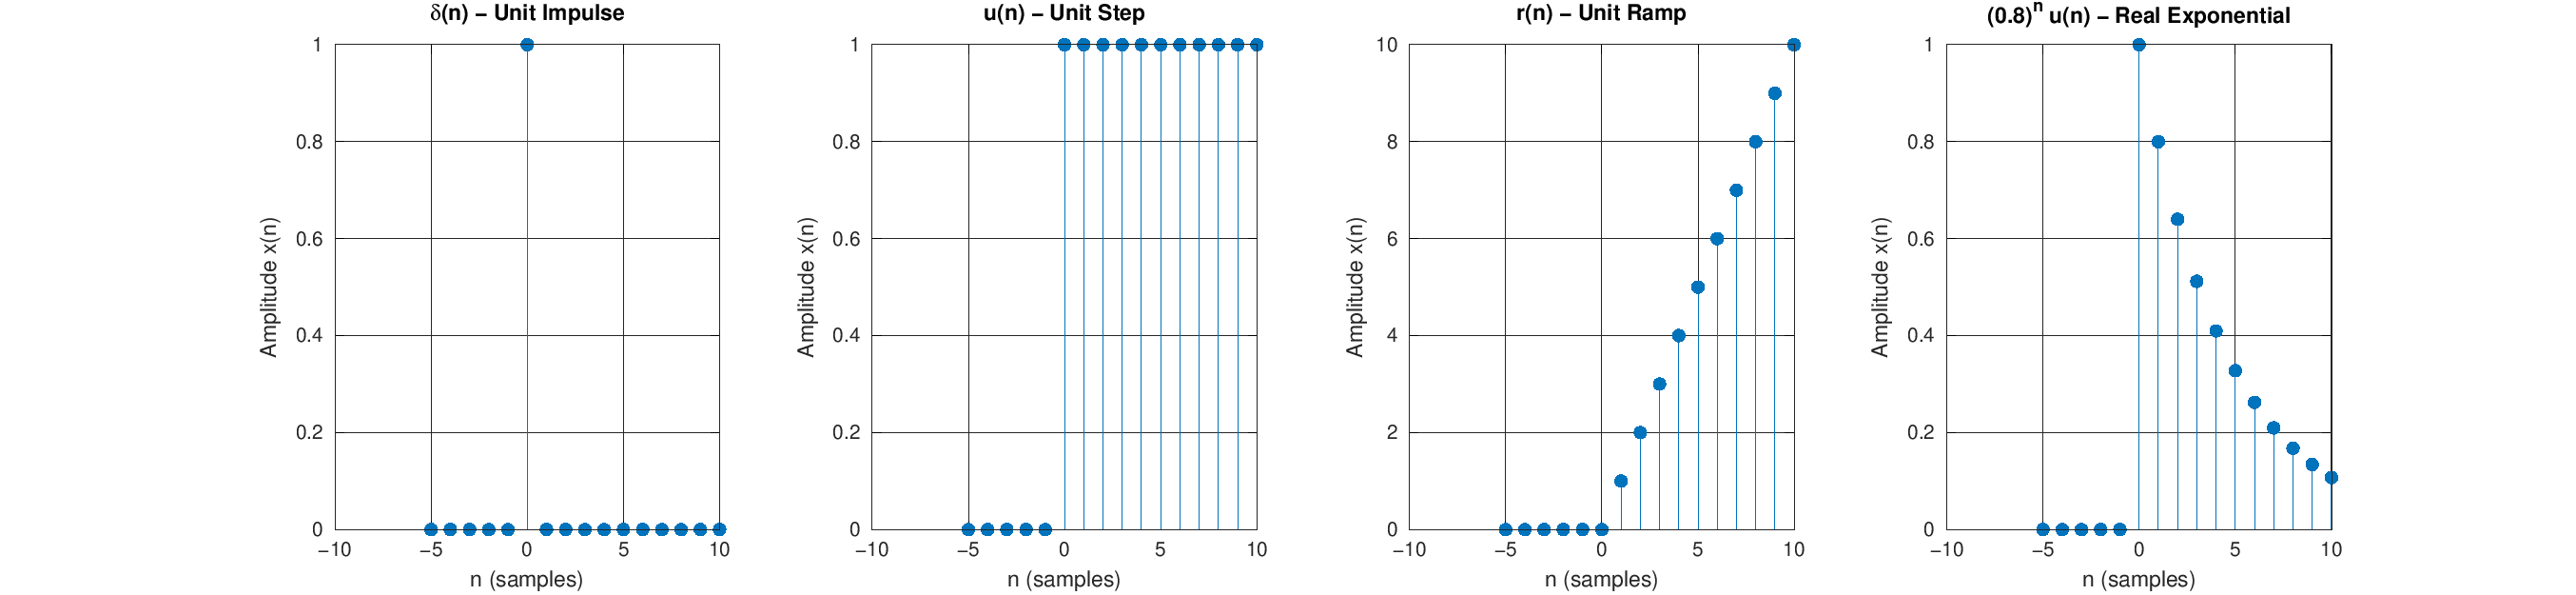 δ(n) – Unit Impulse
1
0.8
0.6
0.4
0.2
0
−10 −5 0 5 10
Amplitude x(n)
n (samples)
u(n) – Unit Step
1
0.8
0.6
0.4
0.2
0
−10 −5 0 5 10
Amplitude x(n)
n (samples)
r(n) – Unit Ramp
10
8
6
4
2
0
−10 −5 0 5 10
Amplitude x(n)
n (samples)
(0.8)^n u(n) – Real Exponential
1
0.8
0.6
0.4
0.2
0
−10 −5 0 5 10
Amplitude x(n)
n (samples)